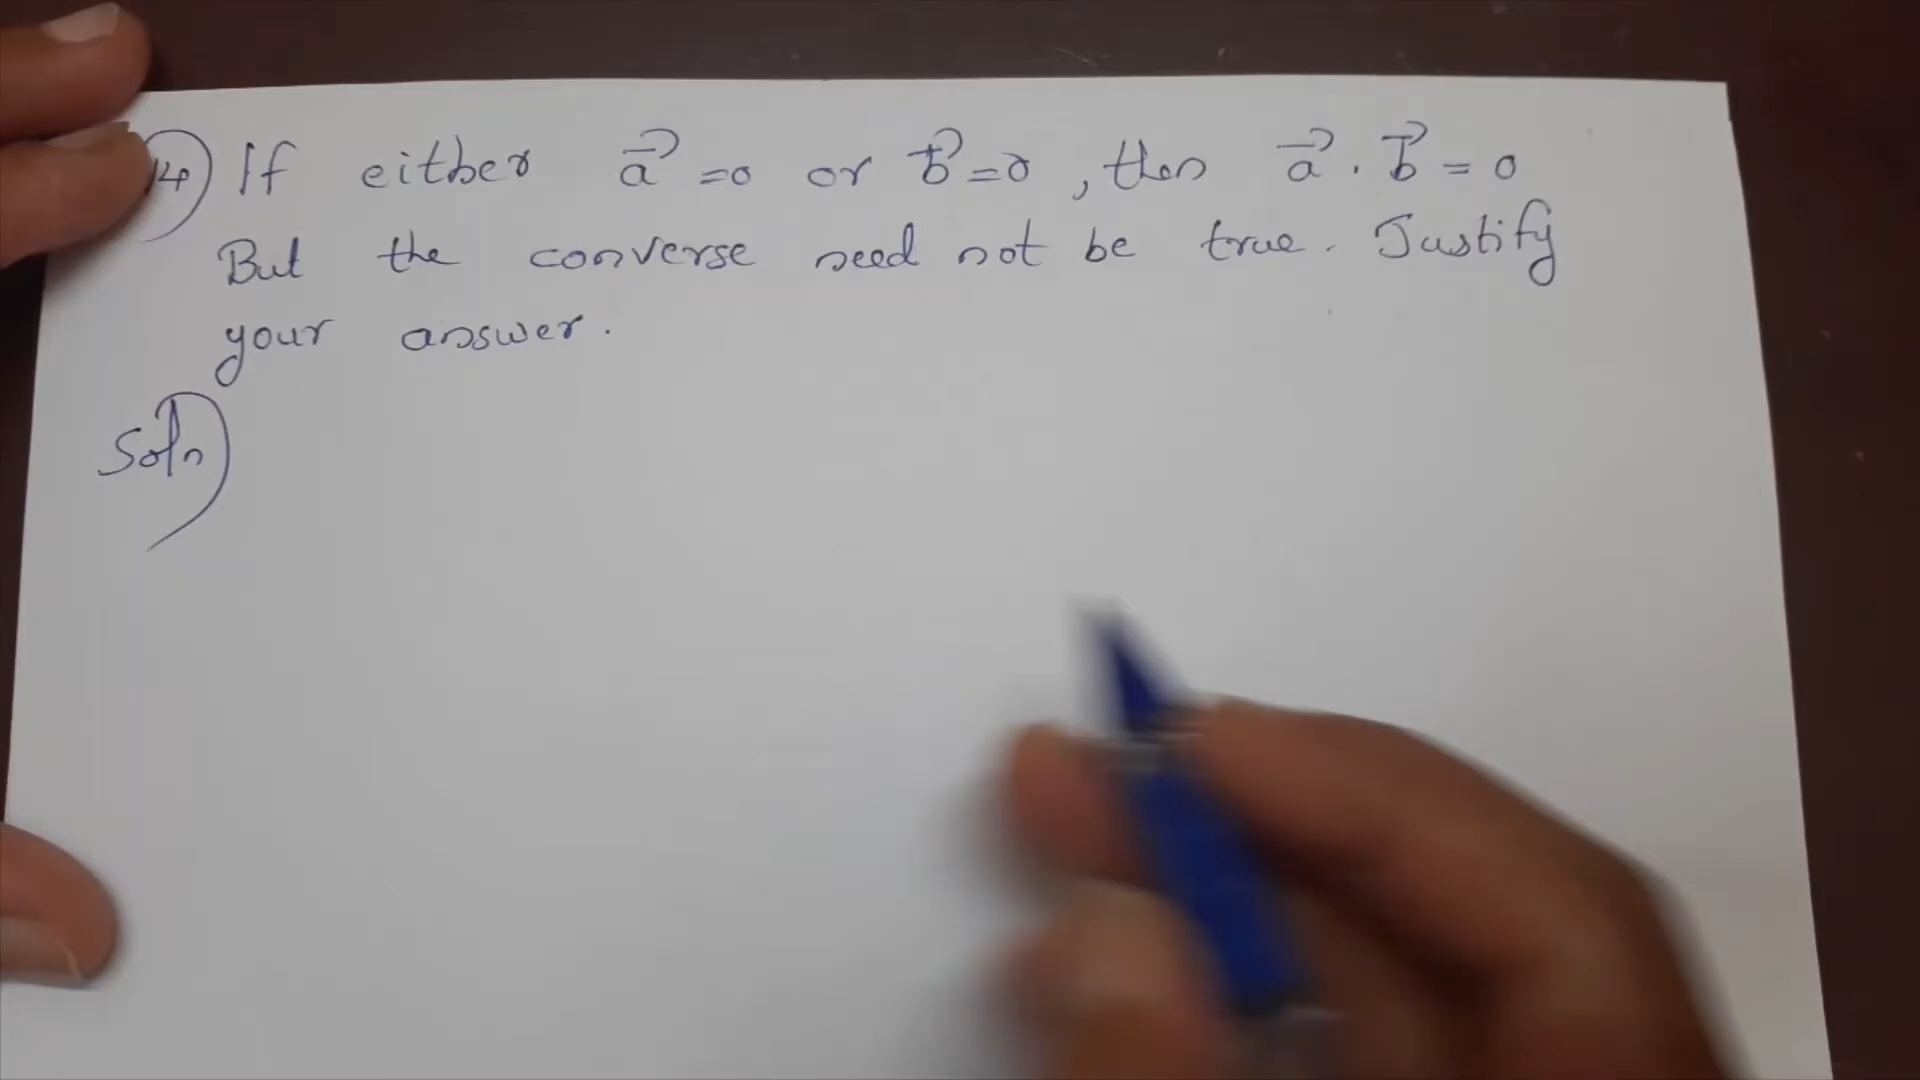 14) If either a⃗ =0 or b⃗ =0, then a⃗ . b⃗ = 0
But the converse need not be true. Justify
your answer.
Soln)